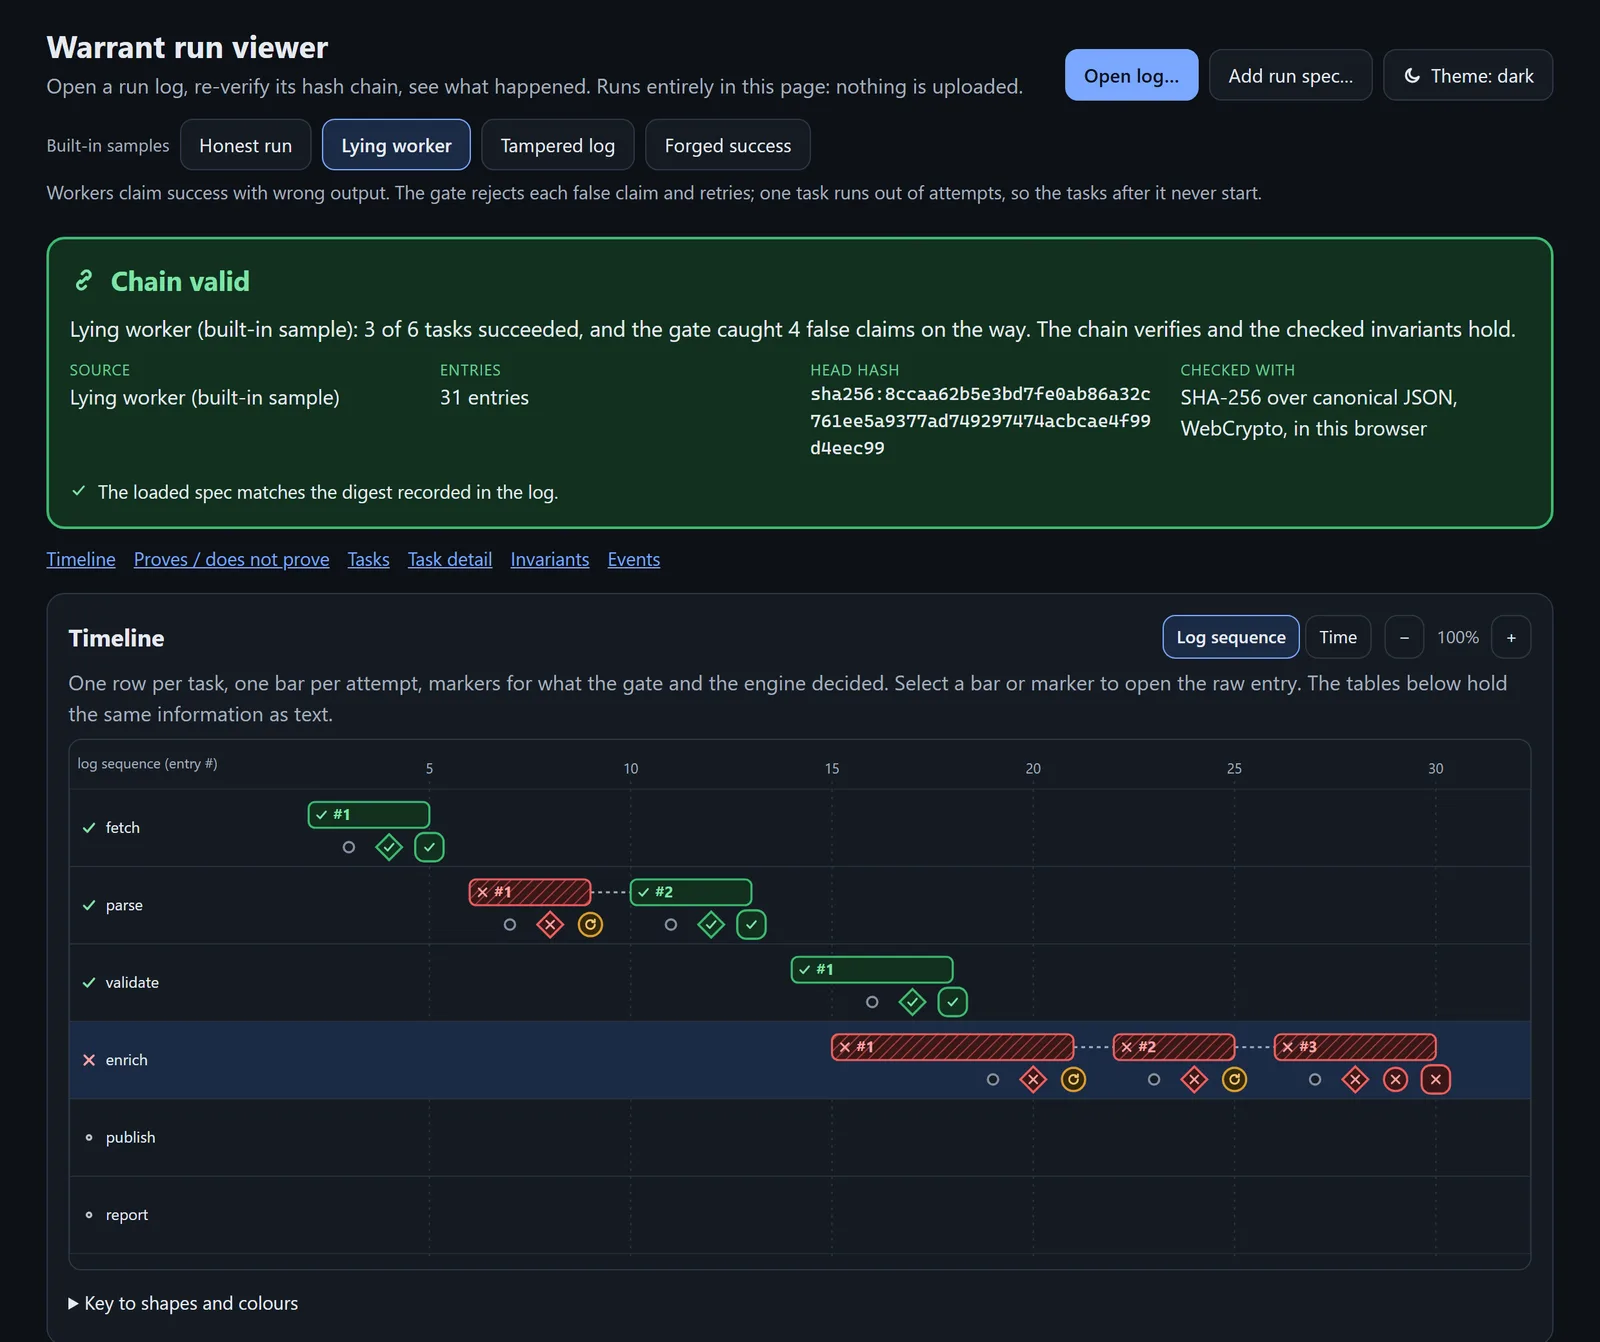 Warrant run viewer
Open a run log, re-verify its hash chain, see what happened. Runs entirely in this page: nothing is uploaded.
Open log...
Add run spec...
Theme: dark
Built-in samples
Honest run
Lying worker
Tampered log
Forged success
Workers claim success with wrong output. The gate rejects each false claim and retries; one task runs out of attempts, so the tasks after it never start.
Chain valid
Lying worker (built-in sample): 3 of 6 tasks succeeded, and the gate caught 4 false claims on the way. The chain verifies and the checked invariants hold.
SOURCE
Lying worker (built-in sample)
ENTRIES
31 entries
HEAD HASH
sha256:8ccaa62b5e3bd7fe0ab86a32c
761ee5a9377ad749297474acbcae4f99
d4eec99
CHECKED WITH
SHA-256 over canonical JSON,
WebCrypto, in this browser
The loaded spec matches the digest recorded in the log.
Timeline
Proves / does not prove
Tasks
Task detail
Invariants
Events
Timeline
Log sequence
Time
−
100%
+
One row per task, one bar per attempt, markers for what the gate and the engine decided. Select a bar or marker to open the raw entry. The tables below hold
the same information as text.
log sequence (entry #)
5
10
15
20
25
30
fetch
#1
parse
#1
#2
validate
#1
enrich
#1
#2
#3
publish
report
Key to shapes and colours